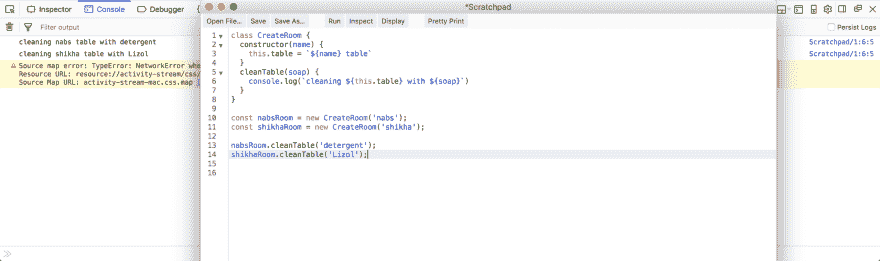 *Scratchpad
Inspector Console Debugger
Open File... Save Save As... Run Inspect Display Pretty Print
Filter output
Persist Logs
cleaning nabs table with detergent
Scratchpad/1:6:5
cleaning shikha table with Lizol
Scratchpad/1:6:5
Source map error: TypeError: NetworkError whe
Resource URL: resource://activity-stream/css/
Source Map URL: activity-stream-mac.css.map
1 class CreateRoom {
2 constructor(name) {
3 this.table = `${name} table`
4 }
5 cleanTable(soap) {
6 console.log(`cleaning ${this.table} with ${soap}`)
7 }
8 }
9
10 const nabsRoom = new CreateRoom('nabs');
11 const shikhaRoom = new CreateRoom('shikha');
12
13 nabsRoom.cleanTable('detergent');
14 shikhaRoom.cleanTable('Lizol');
15
16